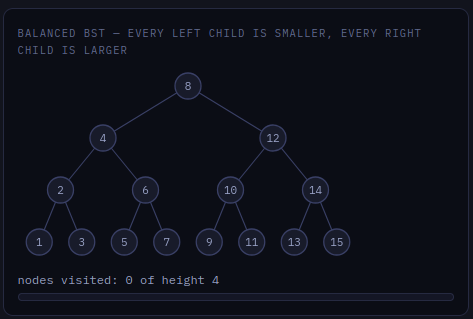 BALANCED BST — EVERY LEFT CHILD IS SMALLER, EVERY RIGHT
CHILD IS LARGER
8
4 12
2 6 10 14
1 3 5 7 9 11 13 15
nodes visited: 0 of height 4